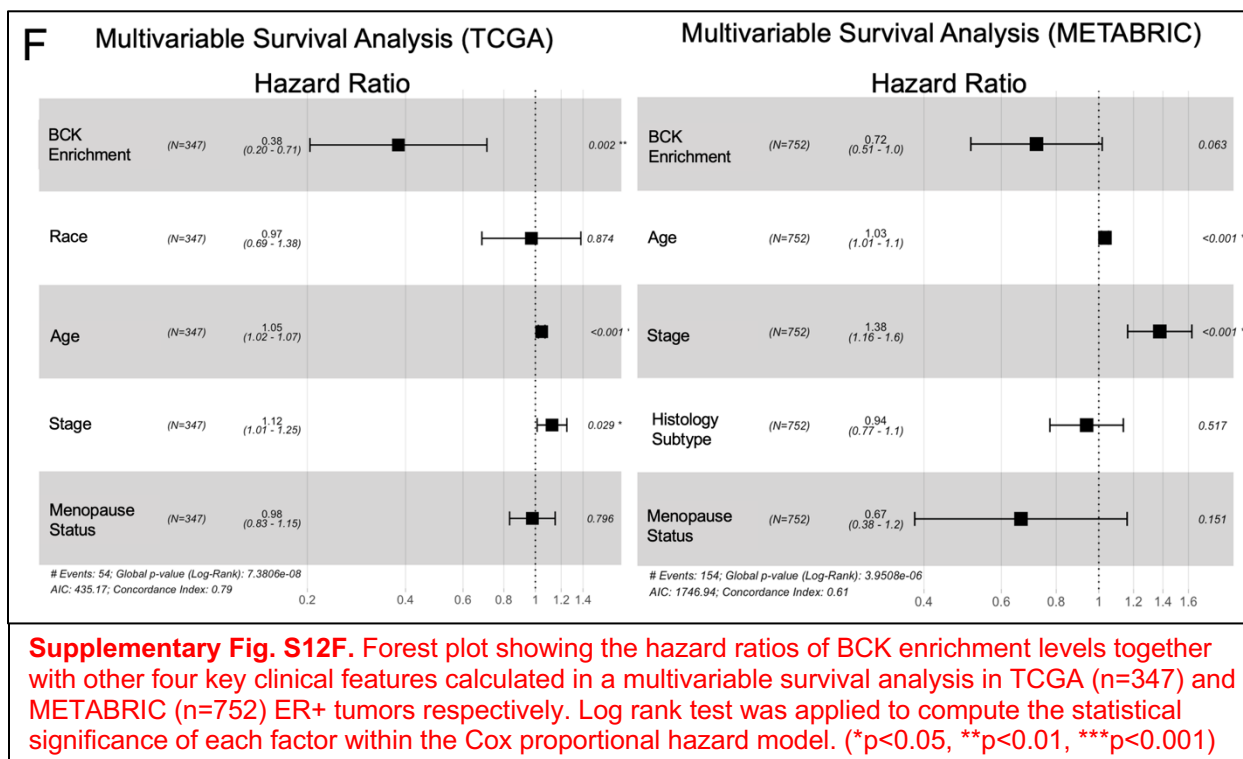 F
Multivariable Survival Analysis (TCGA)
Hazard Ratio
BCK Enrichment (N=347) 0.38 (0.20 - 0.71) 0.002 **
Race (N=347) 0.97 (0.69 - 1.38) 0.874
Age (N=347) 1.05 (1.02 - 1.07) <0.001 *
Stage (N=347) 1.12 (1.01 - 1.25) 0.029 *
Menopause Status (N=347) 0.98 (0.83 - 1.15) 0.796
# Events: 54; Global p-value (Log-Rank): 7.3806e-08
AIC: 435.17; Concordance Index: 0.79
0.2 0.4 0.6 0.8 1 1.2 1.4
Multivariable Survival Analysis (METABRIC)
Hazard Ratio
BCK Enrichment (N=752) 0.72 (0.51 - 1.0) 0.063
Age (N=752) 1.03 (1.01 - 1.1) <0.001 *
Stage (N=752) 1.38 (1.16 - 1.6) <0.001 *
Histology Subtype (N=752) 0.94 (0.77 - 1.1) 0.517
Menopause Status (N=752) 0.67 (0.38 - 1.2) 0.151
# Events: 154; Global p-value (Log-Rank): 3.9508e-06
AIC: 1746.94; Concordance Index: 0.61
0.4 0.6 0.8 1 1.2 1.4 1.6
Supplementary Fig. S12F. Forest plot showing the hazard ratios of BCK enrichment levels together
with other four key clinical features calculated in a multivariable survival analysis in TCGA (n=347) and
METABRIC (n=752) ER+ tumors respectively. Log rank test was applied to compute the statistical
significance of each factor within the Cox proportional hazard model. (*p<0.05, **p<0.01, ***p<0.001)